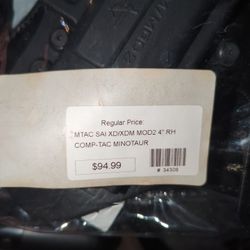 Regular Price:
MTAC SAI XD/XDM MOD2 4" RH
COMP-TAC MINOTAUR
$94.99
# 34308